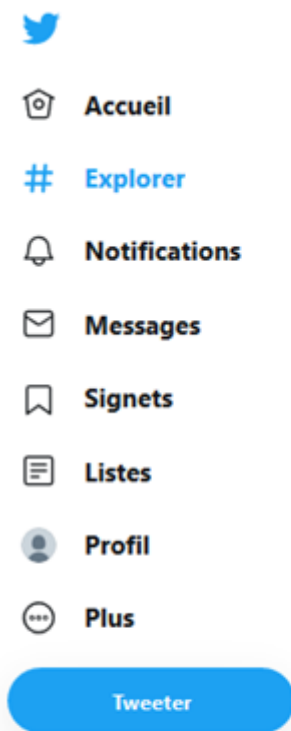 Accueil
Explorer
Notifications
Messages
Signets
Listes
Profil
Plus
Tweeter